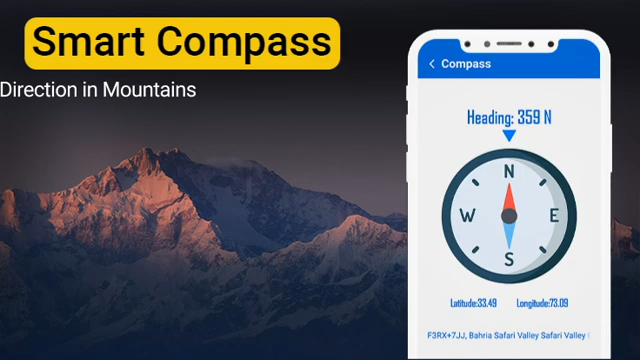 Smart Compass
Direction in Mountains
Compass
Heading: 359 N
N
W
E
S
Latitude:33.49 Longitude:73.09
F3RX+7JJ, Bahria Safari Valley Safari Valley